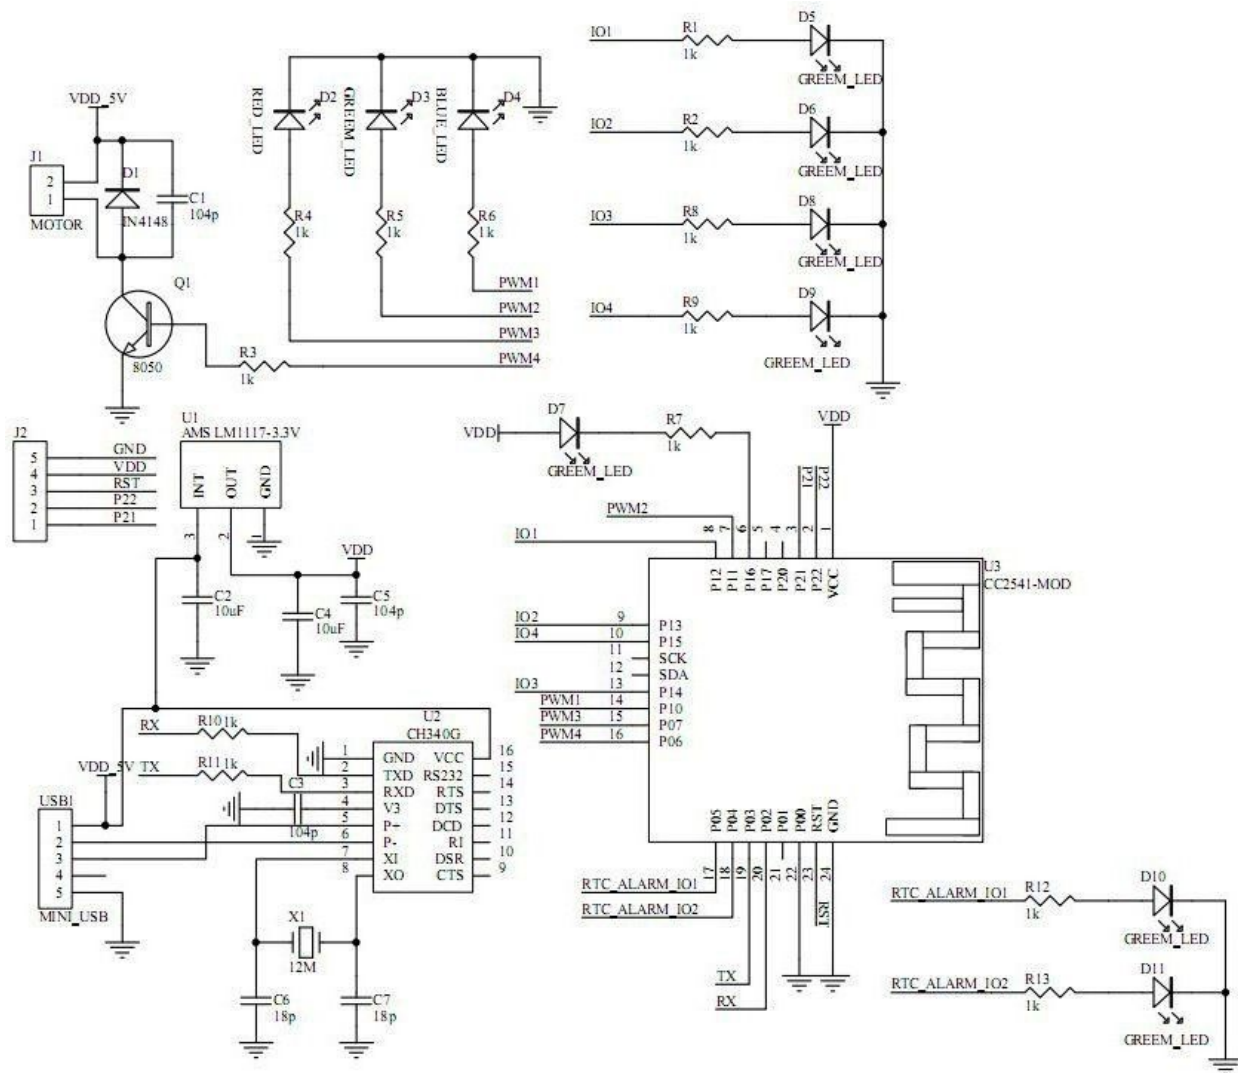 IO1
R1
1k
D5
GREEM_LED
IO2
R2
1k
D6
GREEM_LED
IO3
R8
1k
D8
GREEM_LED
IO4
R9
1k
D9
GREEM_LED
VDD_5V
J1
2
1
MOTOR
D1
IN4148
C1
104p
Q1
8050
R3
1k
RED_LED
D2
GREEM_LED
D3
BLUE_LED
D4
R4
1k
R5
1k
R6
1k
PWM1
PWM2
PWM3
PWM4
J2
5
4
3
2
1
GND
VDD
RST
P22
P21
U1
AMS LM1117-3.3V
INT
OUT
GND
3
2
1
VDD
C2
10uF
C4
10uF
C5
104p
VDD
D7
GREEM_LED
R7
1k
VDD
P21
P22
PWM2
IO1
8
7
6
5
4
3
2
1
P12
P11
P16
P17
P20
P21
P22
VCC
U3
CC2541-MOD
IO2
9
P13
IO4
10
P15
11
SCK
12
SDA
IO3
13
P14
PWM1
14
P10
PWM3
15
P07
PWM4
16
P06
P05
P04
P03
P02
P01
P00
RST
GND
17
18
19
20
21
22
23
24
RTC_ALARM_IO1
RTC_ALARM_IO2
RST
TX
RX
RX
R10 1k
VDD_5V
TX
R11 1k
C3
104p
U2
CH340G
1
GND
VCC
16
2
TXD
RS232
15
3
RXD
RTS
14
4
V3
DTS
13
5
P+
DCD
12
6
P-
RI
11
7
XI
DSR
10
8
XO
CTS
9
USB1
1
2
3
4
5
MINI_USB
X1
12M
C6
18p
C7
18p
RTC_ALARM_IO1
R12
1k
D10
GREEM_LED
RTC_ALARM_IO2
R13
1k
D11
GREEM_LED